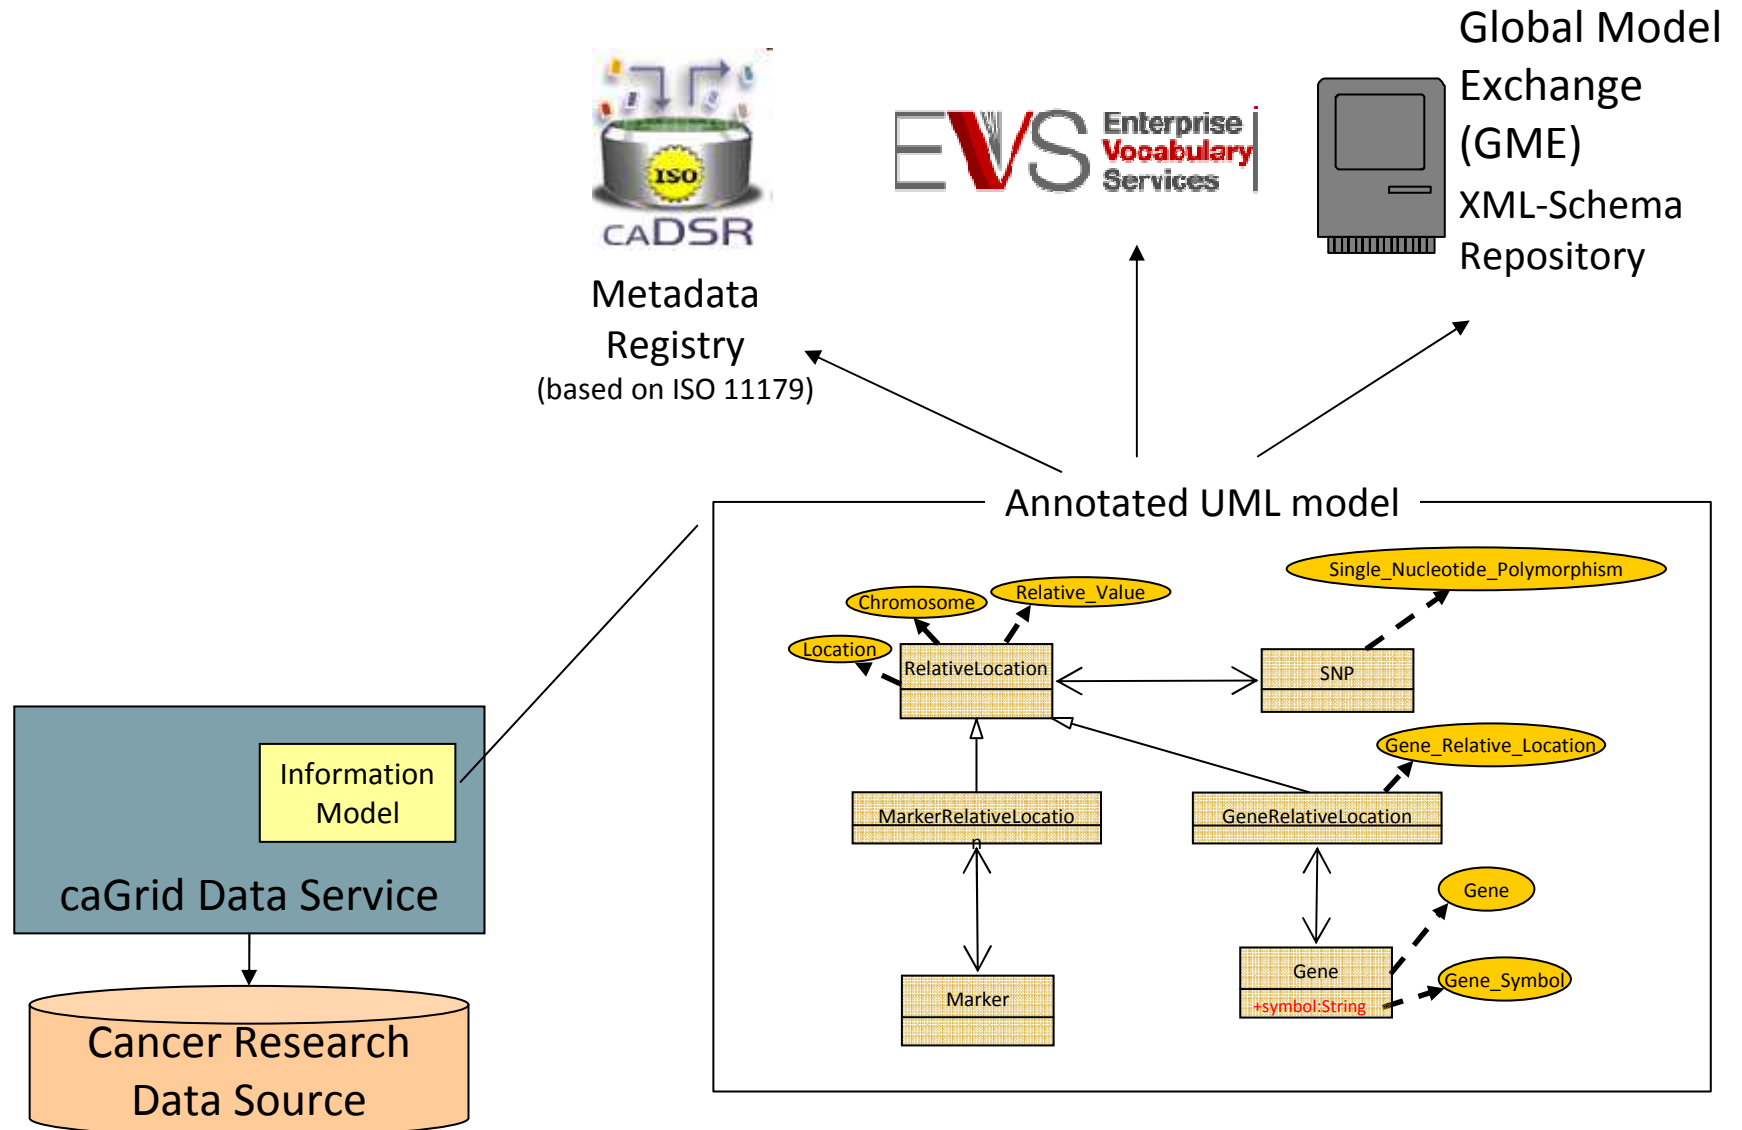 Global Model
Exchange
(GME)
XML-Schema
Repository
ISO
caDSR
Metadata
Registry
(based on ISO 11179)
EVS
Enterprise
Vocabulary
Services
Annotated UML model
Single_Nucleotide_Polymorphism
Relative_Value
Chromosome
Location
RelativeLocation
SNP
Gene_Relative_Location
MarkerRelativeLocatio
n
GeneRelativeLocation
Gene
Gene
+symbol:String
Gene_Symbol
Marker
Information
Model
caGrid Data Service
Cancer Research
Data Source